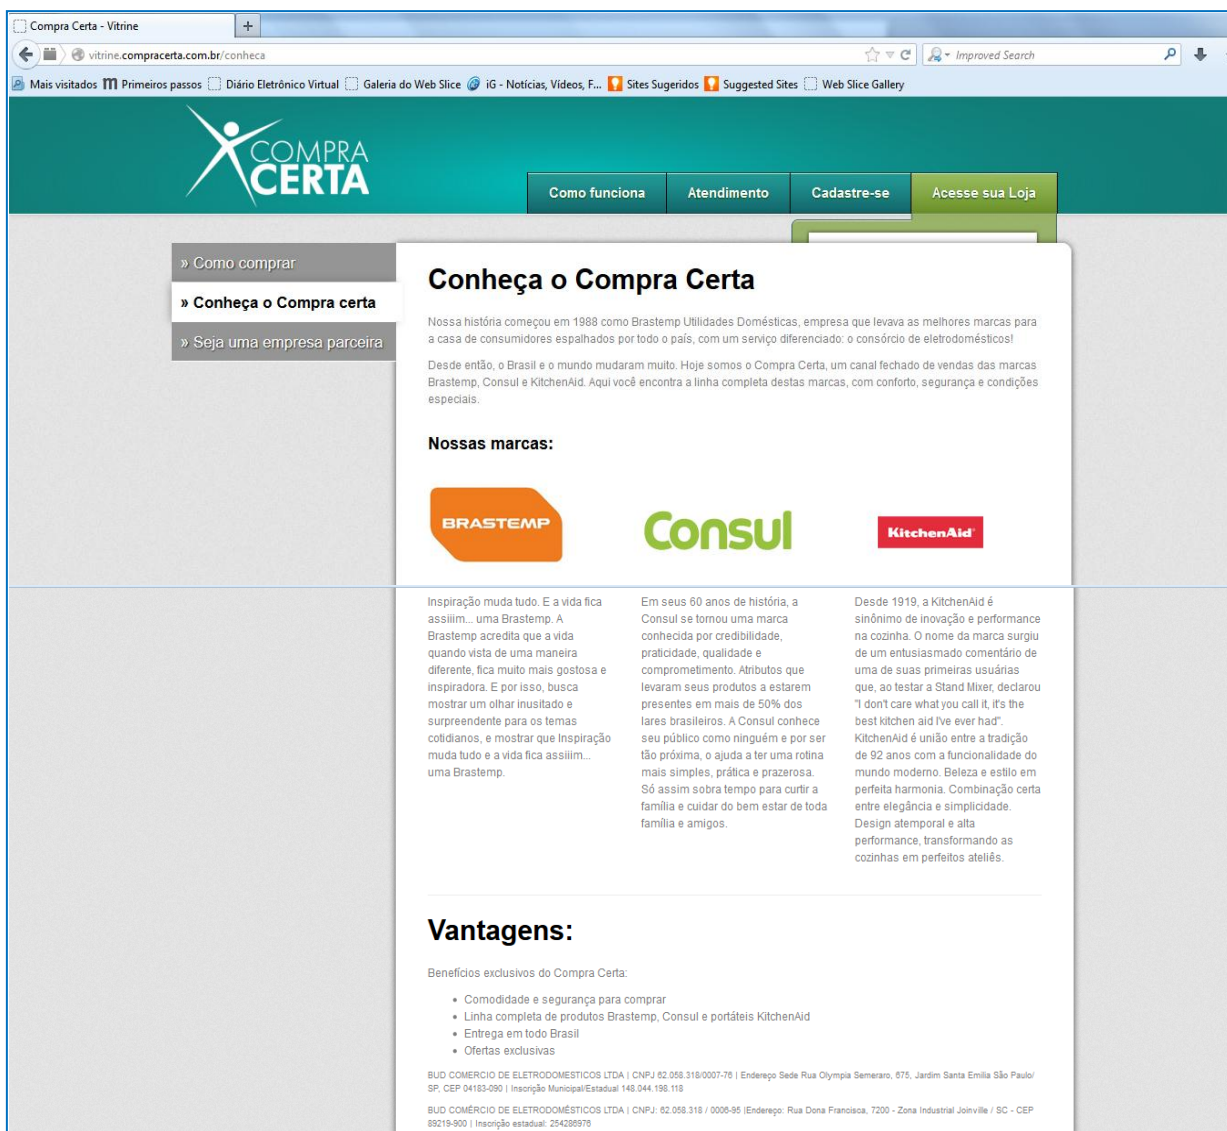 Compra Certa - Vitrine
vitrine.compracerta.com.br/conheca
Improved Search
Mais visitados Primeiros passos Diário Eletrônico Virtual Galeria do Web Slice iG - Notícias, Vídeos, F... Sites Sugeridos Suggested Sites Web Slice Gallery
COMPRA
CERTA
Como funciona Atendimento Cadastre-se Acesse sua Loja
» Como comprar
» Conheça o Compra certa
» Seja uma empresa parceira
Conheça o Compra Certa
Nossa história começou em 1988 como Brastemp Utilidades Domésticas, empresa que levava as melhores marcas para
a casa de consumidores espalhados por todo o país, com um serviço diferenciado: o consórcio de eletrodomésticos!
Desde então, o Brasil e o mundo mudaram muito. Hoje somos o Compra Certa, um canal fechado de vendas das marcas
Brastemp, Consul e KitchenAid. Aqui você encontra a linha completa destas marcas, com conforto, segurança e condições
especiais.
Nossas marcas:
BRASTEMP
Consul
KitchenAid
Inspiração muda tudo. E a vida fica
assiiim... uma Brastemp. A
Brastemp acredita que a vida
quando vista de uma maneira
diferente, fica muito mais gostosa e
inspiradora. E por isso, busca
mostrar um olhar inusitado e
surpreendente para os temas
cotidianos, e mostrar que Inspiração
muda tudo e a vida fica assiiim...
uma Brastemp.
Em seus 60 anos de história, a
Consul se tornou uma marca
conhecida por credibilidade,
praticidade, qualidade e
comprometimento. Atributos que
levaram seus produtos a estarem
presentes em mais de 50% dos
lares brasileiros. A Consul conhece
seu público como ninguém e por ser
tão próxima, o ajuda a ter uma rotina
mais simples, prática e prazerosa.
Só assim sobra tempo para curtir a
família e cuidar do bem estar de toda
família e amigos.
Desde 1919, a KitchenAid é
sinônimo de inovação e performance
na cozinha. O nome da marca surgiu
de um entusiasmado comentário de
uma de suas primeiras usuárias
que, ao testar a Stand Mixer, declarou
"I don't care what you call it, it's the
best kitchen aid I've ever had".
KitchenAid é união entre a tradição
de 92 anos com a funcionalidade do
mundo moderno. Beleza e estilo em
perfeita harmonia. Combinação certa
entre elegância e simplicidade.
Design atemporal e alta
performance, transformando as
cozinhas em perfeitos ateliês.
Vantagens:
Benefícios exclusivos do Compra Certa:
• Comodidade e segurança para comprar
• Linha completa de produtos Brastemp, Consul e portáteis KitchenAid
• Entrega em todo Brasil
• Ofertas exclusivas
BUD COMERCIO DE ELETRODOMESTICOS LTDA | CNPJ 62.058.318/0007-76 | Endereço Sede Rua Olympia Semeraro, 675, Jardim Santa Emilia São Paulo/
SP, CEP 04183-090 | Inscrição Municipal/Estadual 148.044.198.118
BUD COMÉRCIO DE ELETRODOMÉSTICOS LTDA | CNPJ: 62.058.318 / 0006-95 |Endereço: Rua Dona Francisca, 7200 - Zona Industrial Joinville / SC - CEP
89219-900 | Inscrição estadual: 254286976